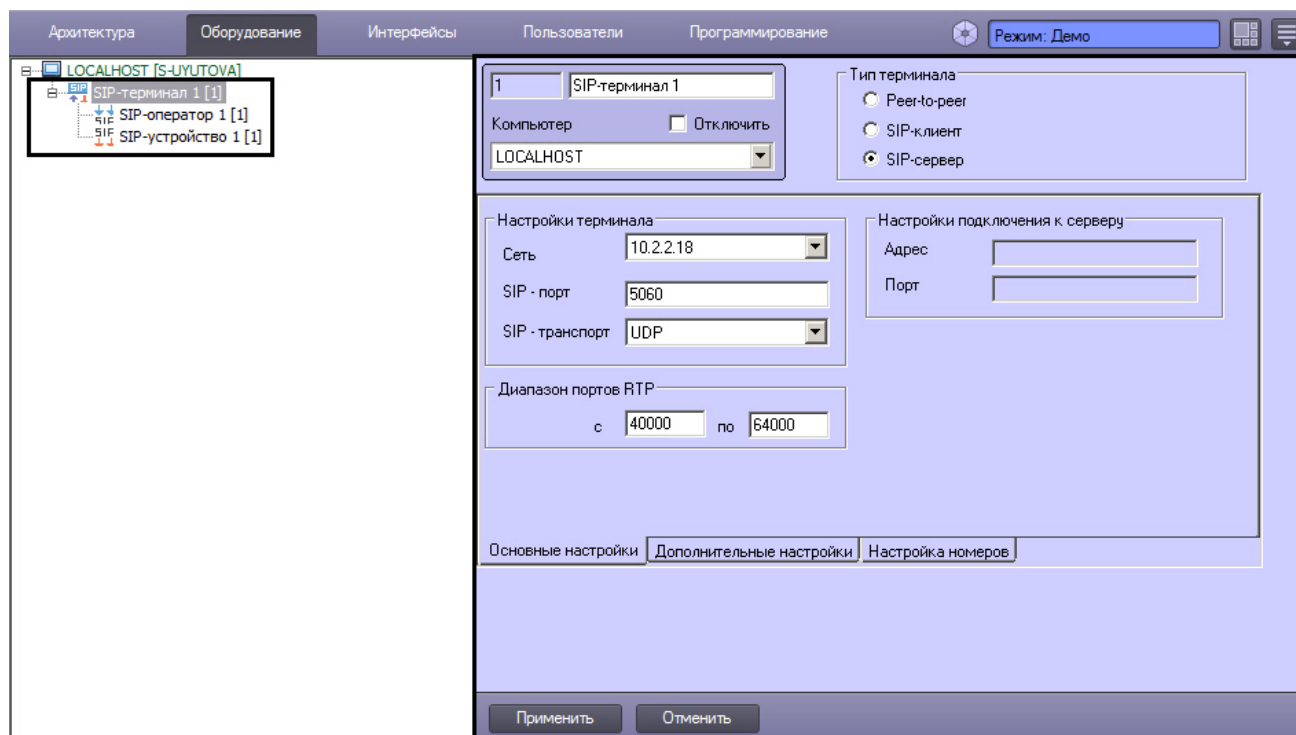 Архитектура Оборудование Интерфейсы Пользователи Программирование Режим: Демо
LOCALHOST [S-UYUTOVA]
SIP-терминал 1 [1]
SIP-оператор 1 [1]
SIP-устройство 1 [1]
1 SIP-терминал 1
Компьютер Отключить
LOCALHOST
Тип терминала
Peer-to-peer
SIP-клиент
SIP-сервер
Настройки терминала
Сеть 10.2.2.18
SIP - порт 5060
SIP - транспорт UDP
Настройки подключения к серверу
Адрес
Порт
Диапазон портов RTP
с 40000 по 64000
Основные настройки Дополнительные настройки Настройка номеров
Применить Отменить